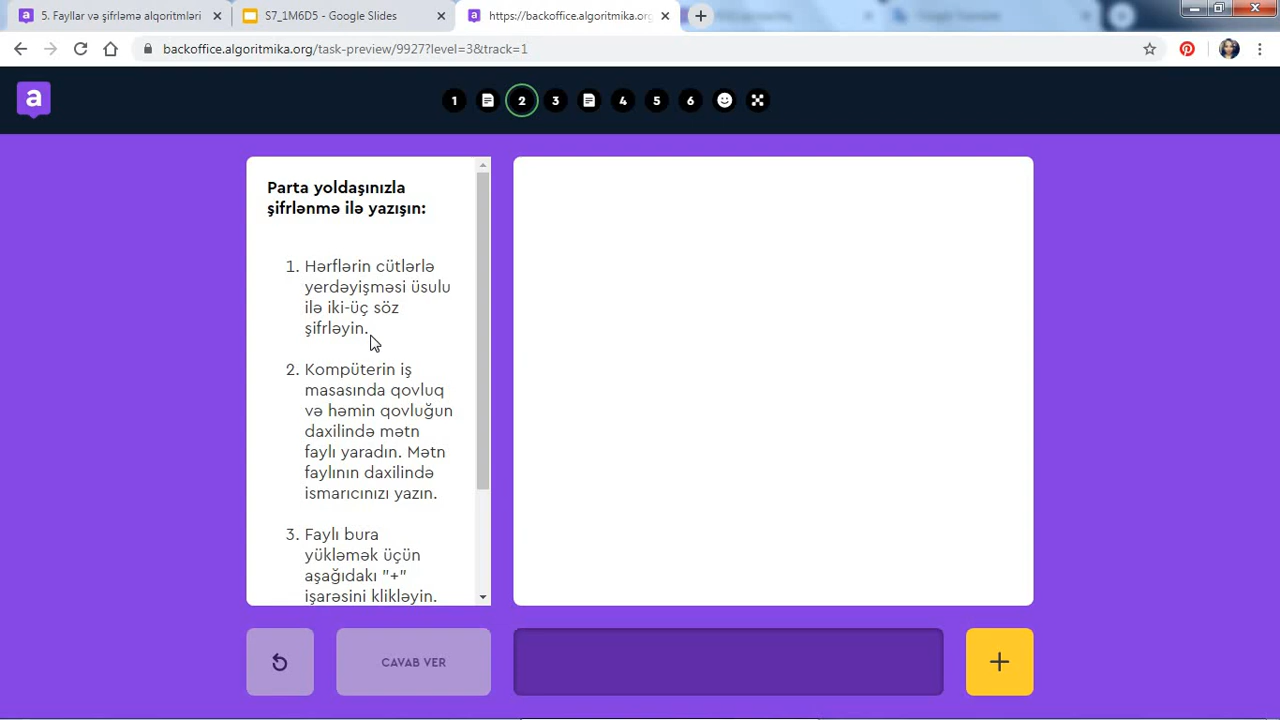 5. Fayllar və şifrləmə alqoritmləri
S7_1M6D5 - Google Slides
https://backoffice.algoritmika.org
backoffice.algoritmika.org/task-preview/9927?level=3&track=1
a
1 2 3 4 5 6
Parta yoldaşınızla
şifrlənmə ilə yazışın:
1. Hərflərin cütlərlə
yerdəyişməsi üsulu
ilə iki-üç söz
şifrləyin.
2. Kompüterin iş
masasında qovluq
və həmin qovluğun
daxilində mətn
faylı yaradın. Mətn
faylının daxilində
ismarıcınızı yazın.
3. Faylı bura
yükləmək üçün
aşağıdakı "+"
işarəsini klikləyin.
CAVAB VER
+